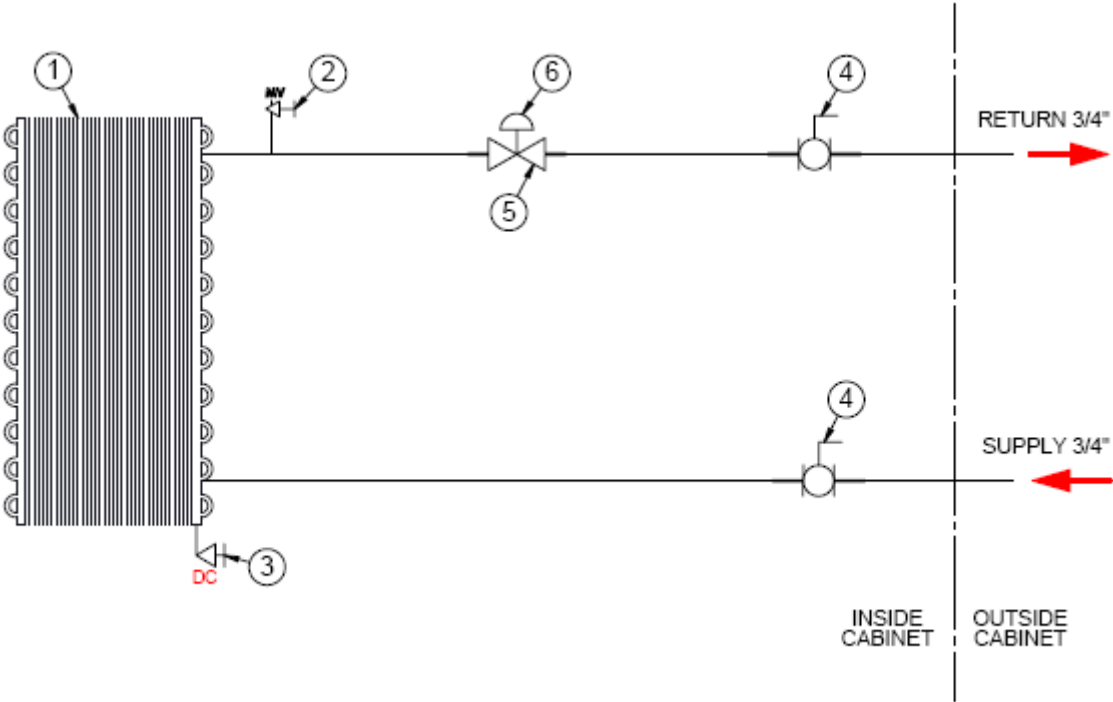 1
2
6
4
MV
RETURN 3/4"
5
4
SUPPLY 3/4"
3
DC
INSIDE
CABINET
OUTSIDE
CABINET